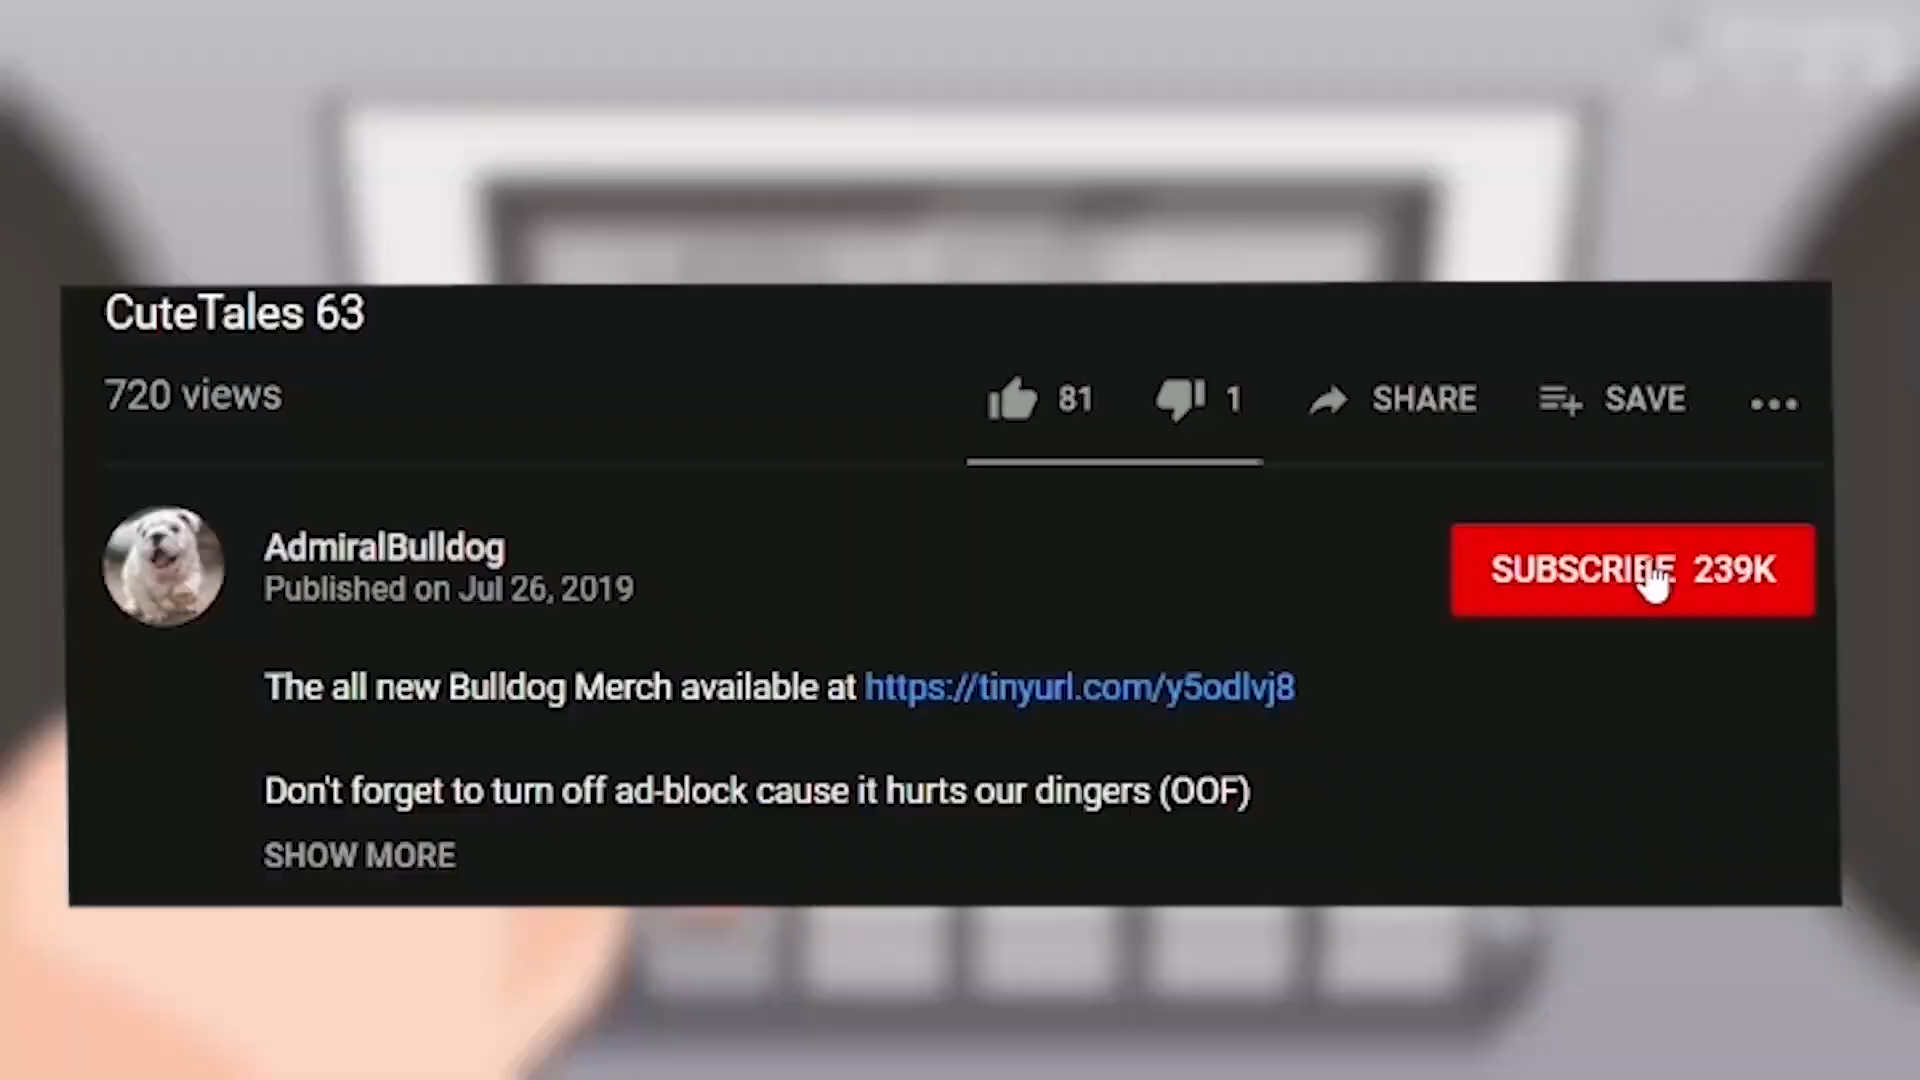 CuteTales 63
720 views
81 1 SHARE SAVE
AdmiralBulldog
SUBSCRIBE 239K
Published on Jul 26, 2019
The all new Bulldog Merch available at https://tinyurl.com/y5odlvj8
Don't forget to turn off ad-block cause it hurts our dingers (OOF)
SHOW MORE